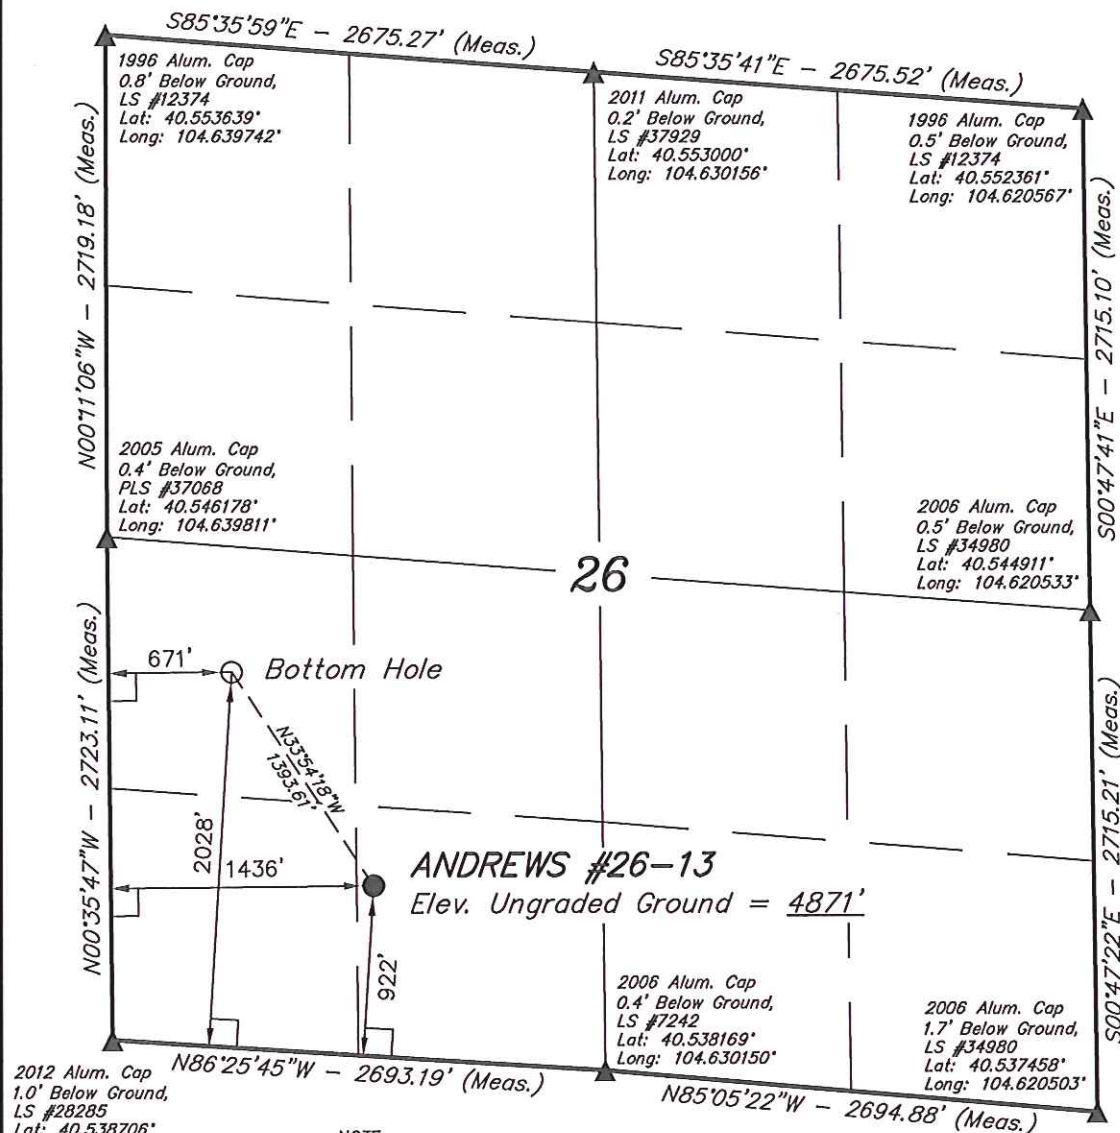 S85°35'59"E - 2675.27' (Meas.)
S85°35'41"E - 2675.52' (Meas.)
1996 Alum. Cap
0.8' Below Ground,
LS #12374
Lat: 40.553639°
Long: 104.639742°
2011 Alum. Cap
0.2' Below Ground,
LS #37929
Lat: 40.553000°
Long: 104.630156°
1996 Alum. Cap
0.5' Below Ground,
LS #12374
Lat: 40.552361°
Long: 104.620567°
N00°11'06"W - 2719.18' (Meas.)
S00°47'41"E - 2715.10' (Meas.)
2005 Alum. Cap
0.4' Below Ground,
PLS #37068
Lat: 40.546178°
Long: 104.639811°
2006 Alum. Cap
0.5' Below Ground,
LS #34980
Lat: 40.544911°
Long: 104.620533°
26
671'
Bottom Hole
N33°54'18"W
1393.61'
N00°35'47"W - 2723.11' (Meas.)
2028'
1436'
ANDREWS #26-13
Elev. Ungraded Ground = 4871'
922'
S00°47'22"E - 2715.21' (Meas.)
2006 Alum. Cap
0.4' Below Ground,
LS #7242
Lat: 40.538169°
Long: 104.630150°
2006 Alum. Cap
1.7' Below Ground,
LS #34980
Lat: 40.537458°
Long: 104.620503°
2012 Alum. Cap
1.0' Below Ground,
LS #28285
Lat: 40.538706°
N86°25'45"W - 2693.19' (Meas.)
N85°05'22"W - 2694.88' (Meas.)
NOTE